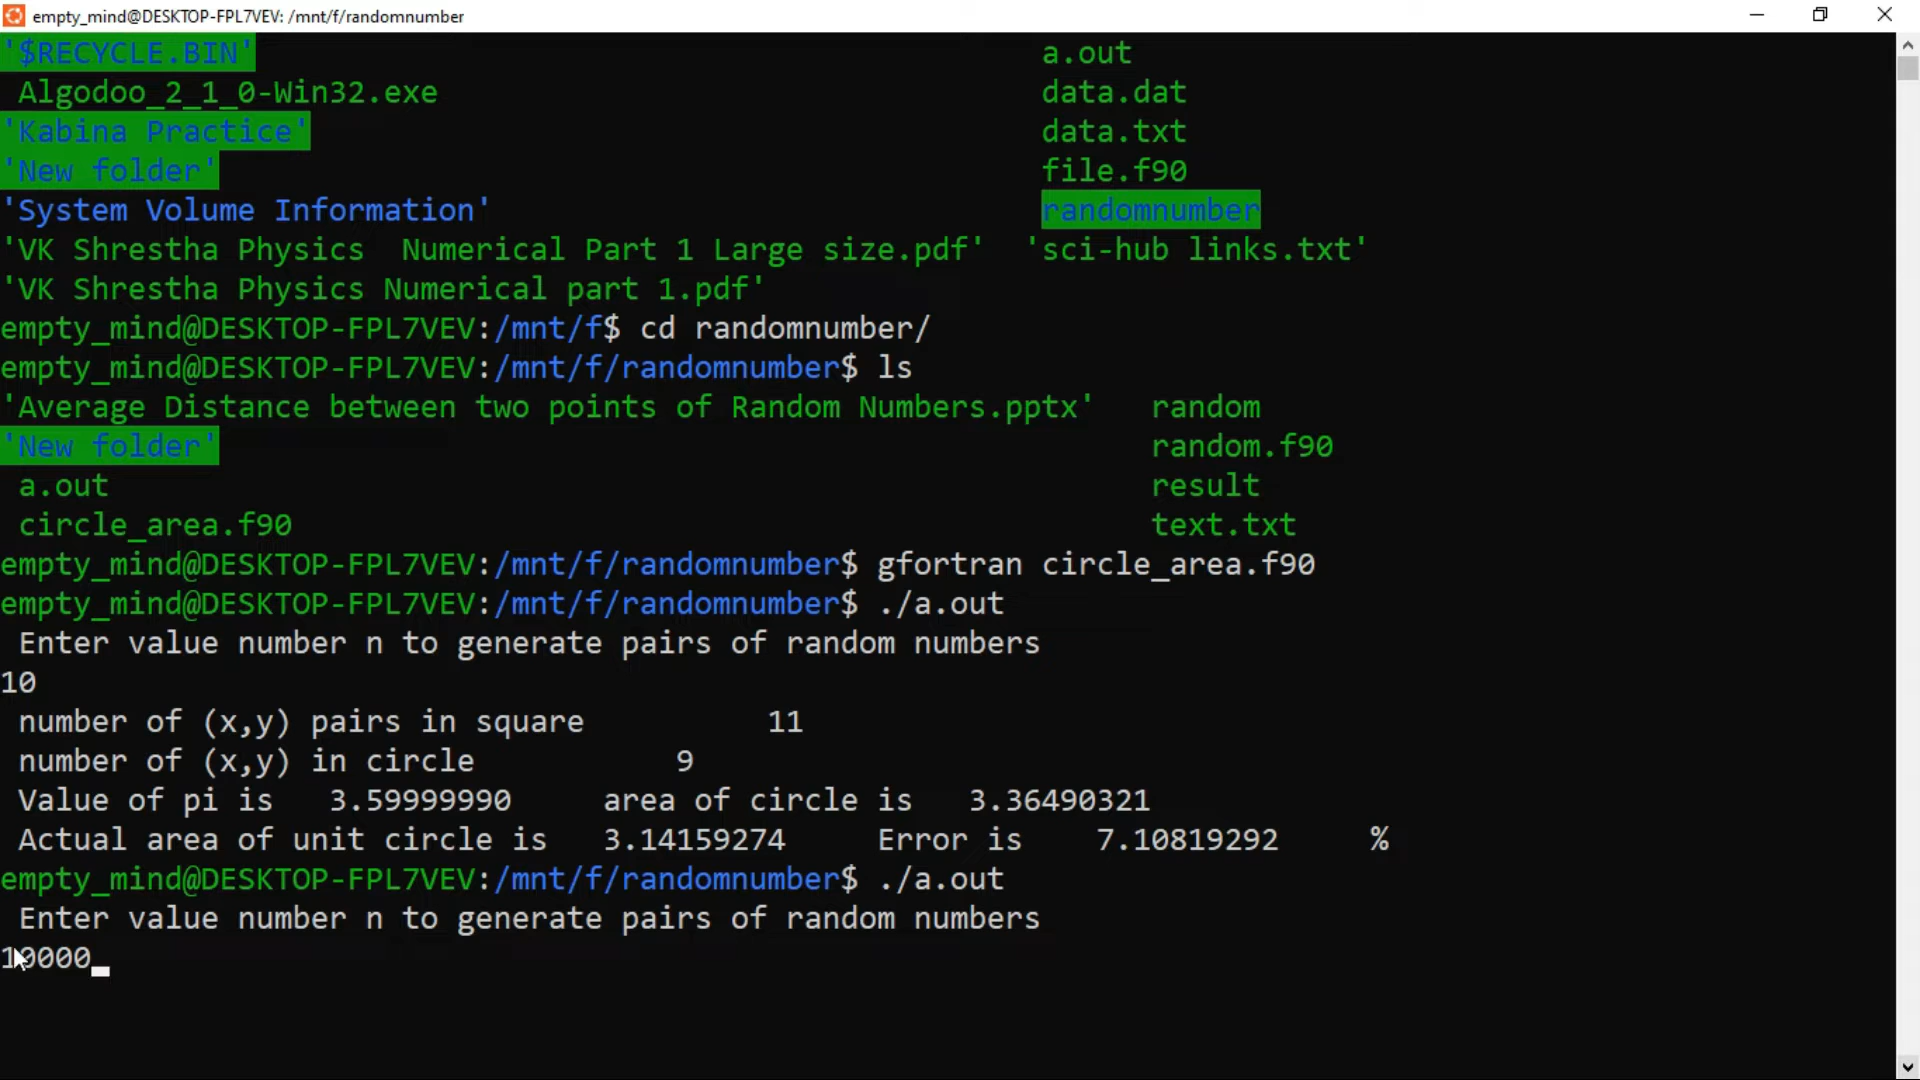 empty_mind@DESKTOP-FPL7VEV: /mnt/f/randomnumber
'$RECYCLE.BIN' a.out
Algodoo_2_1_0-Win32.exe data.dat
'Kabina Practice' data.txt
'New folder' file.f90
'System Volume Information' randomnumber
'VK Shrestha Physics  Numerical Part 1 Large size.pdf' 'sci-hub links.txt'
'VK Shrestha Physics Numerical part 1.pdf'
empty_mind@DESKTOP-FPL7VEV:/mnt/f$ cd randomnumber/
empty_mind@DESKTOP-FPL7VEV:/mnt/f/randomnumber$ ls
'Average Distance between two points of Random Numbers.pptx' random
'New folder' random.f90
a.out result
circle_area.f90 text.txt
empty_mind@DESKTOP-FPL7VEV:/mnt/f/randomnumber$ gfortran circle_area.f90
empty_mind@DESKTOP-FPL7VEV:/mnt/f/randomnumber$ ./a.out
Enter value number n to generate pairs of random numbers
10
number of (x,y) pairs in square 11
number of (x,y) in circle 9
Value of pi is 3.59999990 area of circle is 3.36490321
Actual area of unit circle is 3.14159274 Error is 7.10819292 %
empty_mind@DESKTOP-FPL7VEV:/mnt/f/randomnumber$ ./a.out
Enter value number n to generate pairs of random numbers
10000